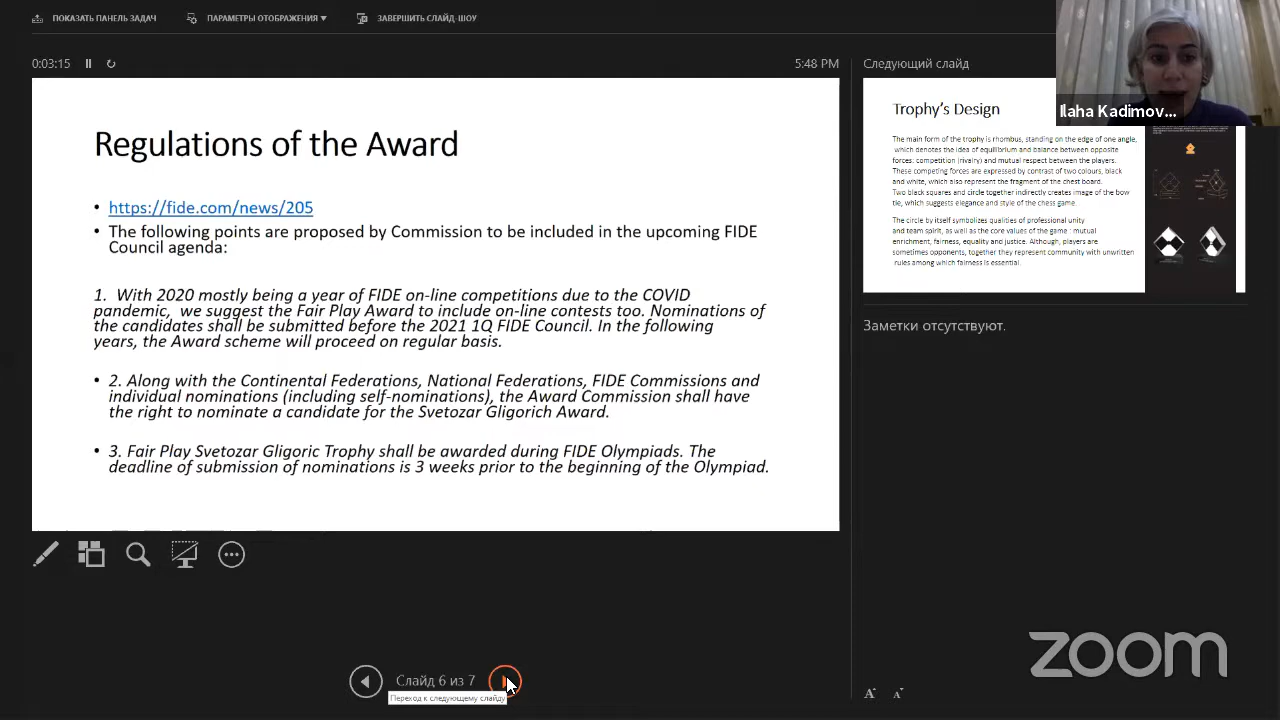 ПОКАЗАТЬ ПАНЕЛЬ ЗАДАЧ
ПАРАМЕТРЫ ОТОБРАЖЕНИЯ ▾
ЗАВЕРШИТЬ СЛАЙД-ШОУ
0:03:15
5:48 PM
Regulations of the Award
• https://fide.com/news/205
• The following points are proposed by Commission to be included in the upcoming FIDE
Council agenda:
1. With 2020 mostly being a year of FIDE on-line competitions due to the COVID
pandemic, we suggest the Fair Play Award to include on-line contests too. Nominations of
the candidates shall be submitted before the 2021 1Q FIDE Council. In the following
years, the Award scheme will proceed on regular basis.
• 2. Along with the Continental Federations, National Federations, FIDE Commissions and
individual nominations (including self-nominations), the Award Commission shall have
the right to nominate a candidate for the Svetozar Gligorich Award.
• 3. Fair Play Svetozar Gligoric Trophy shall be awarded during FIDE Olympiads. The
deadline of submission of nominations is 3 weeks prior to the beginning of the Olympiad.
Слайд 6 из 7
Переход к следующему слайду
Следующий слайд
Ilaha Kadimov...
Trophy's Design
The main form of the trophy is rhombus, standing on the edge of one angle,
which denotes the idea of equilibrium and balance between opposite
forces: competition (rivalry) and mutual respect between the players.
These competing forces are expressed by contrast of two colours, black
and white, which also represent the fragment of the chest board.
Two black squares and circle together indirectly creates image of the bow
tie, which suggests elegance and style of the chess game.
The circle by itself symbolizes qualities of professional unity
and team spirit, as well as the core values of the game : mutual
enrichment, fairness, equality and justice. Although, players are
sometimes opponents, together they represent community with unwritten
rules among which fairness is essential.
Заметки отсутствуют.
zoom
A A